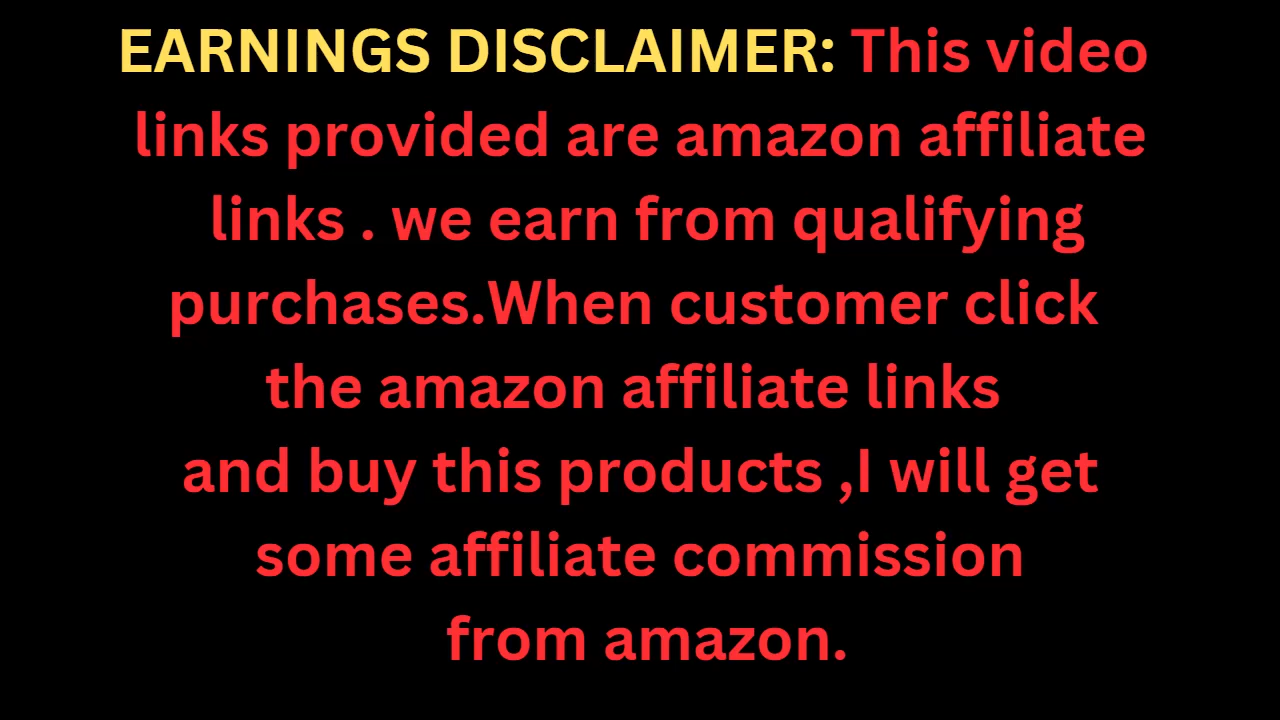 EARNINGS DISCLAIMER: This video
links provided are amazon affiliate
links . we earn from qualifying
purchases.When customer click
the amazon affiliate links
and buy this products ,I will get
some affiliate commission
from amazon.